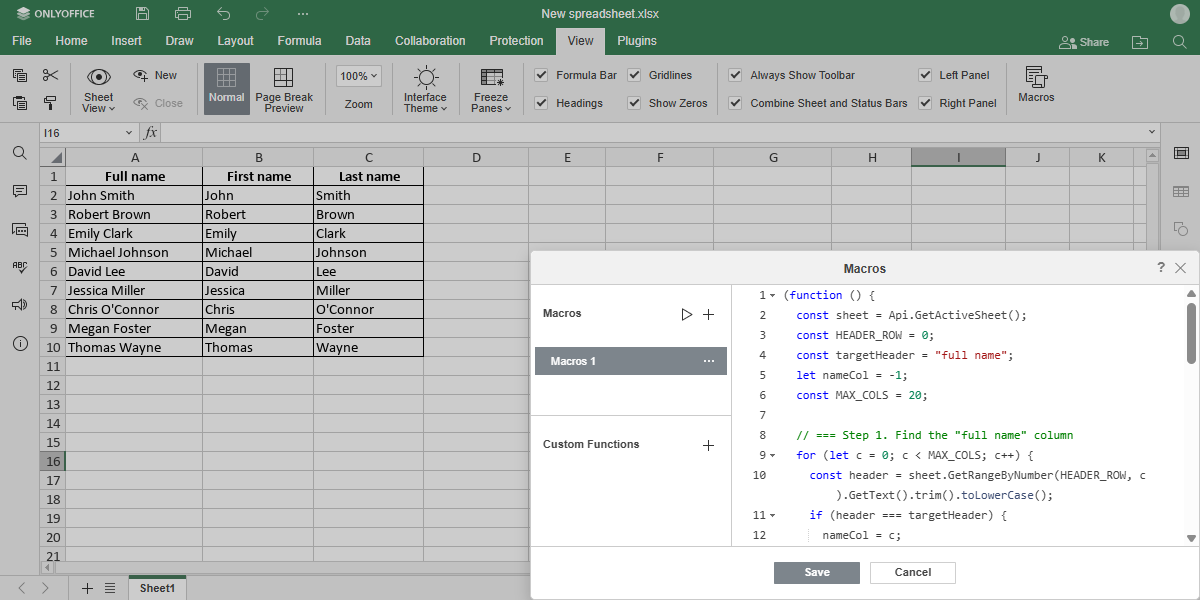 ONLYOFFICE
New spreadsheet.xlsx
File Home Insert Draw Layout Formula Data Collaboration Protection View Plugins Share
Sheet View
New
Close
Normal
Page Break Preview
100%
Zoom
Interface Theme
Freeze Panes
Formula Bar
Headings
Gridlines
Show Zeros
Always Show Toolbar
Combine Sheet and Status Bars
Left Panel
Right Panel
Macros
I16 fx
A B C D E F G H I J K
1 Full name First name Last name
2 John Smith John Smith
3 Robert Brown Robert Brown
4 Emily Clark Emily Clark
5 Michael Johnson Michael Johnson
6 David Lee David Lee
7 Jessica Miller Jessica Miller
8 Chris O'Connor Chris O'Connor
9 Megan Foster Megan Foster
10 Thomas Wayne Thomas Wayne
11
12
13
14
15
16
17
18
19
20
21
ABC
Macros ?
Macros
Macros 1 ...
Custom Functions
1 (function () {
2 const sheet = Api.GetActiveSheet();
3 const HEADER_ROW = 0;
4 const targetHeader = "full name";
5 let nameCol = -1;
6 const MAX_COLS = 20;
7
8 // === Step 1. Find the "full name" column
9 for (let c = 0; c < MAX_COLS; c++) {
10 const header = sheet.GetRangeByNumber(HEADER_ROW, c
).GetText().trim().toLowerCase();
11 if (header === targetHeader) {
12 nameCol = c;
Save Cancel
Sheet1